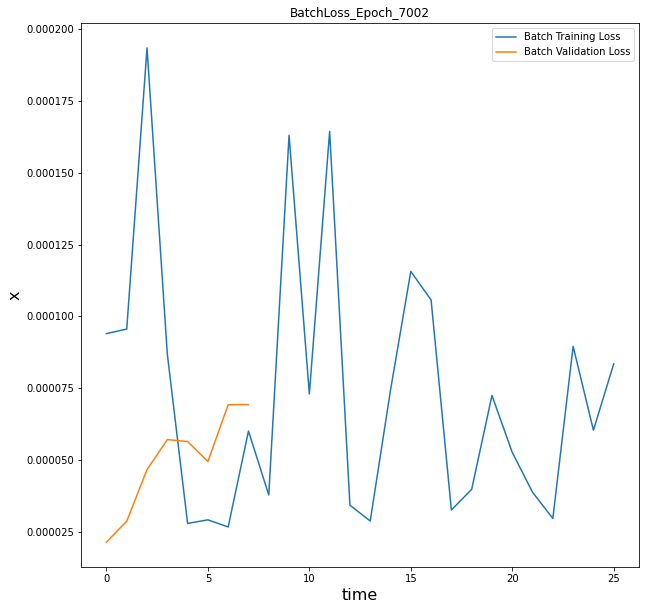 BatchLoss_Epoch_7002
Batch Training Loss
Batch Validation Loss
0.000200
0.000175
0.000150
0.000125
0.000100
0.000075
0.000050
0.000025
x
0 5 10 15 20 25
time